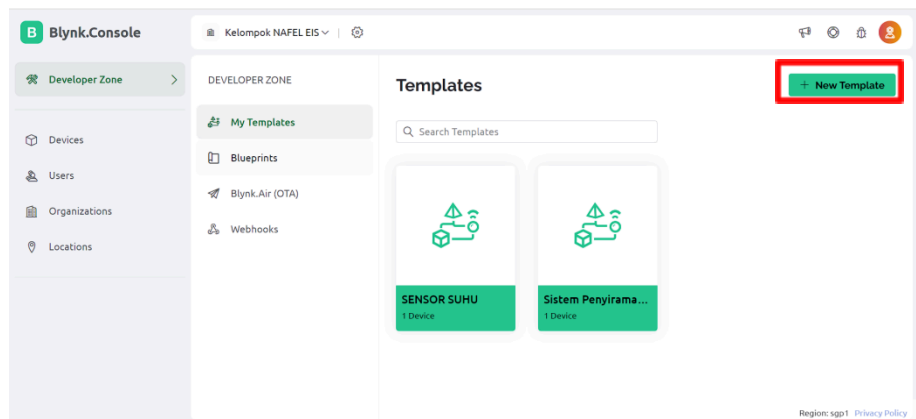 B Blynk.Console
Kelompok NAFEL EIS
Developer Zone
Devices
Users
Organizations
Locations
DEVELOPER ZONE
My Templates
Blueprints
Blynk.Air (OTA)
Webhooks
Templates
+ New Template
Search Templates
SENSOR SUHU
1 Device
Sistem Penyirama...
1 Device
Region: sgp1 Privacy Policy